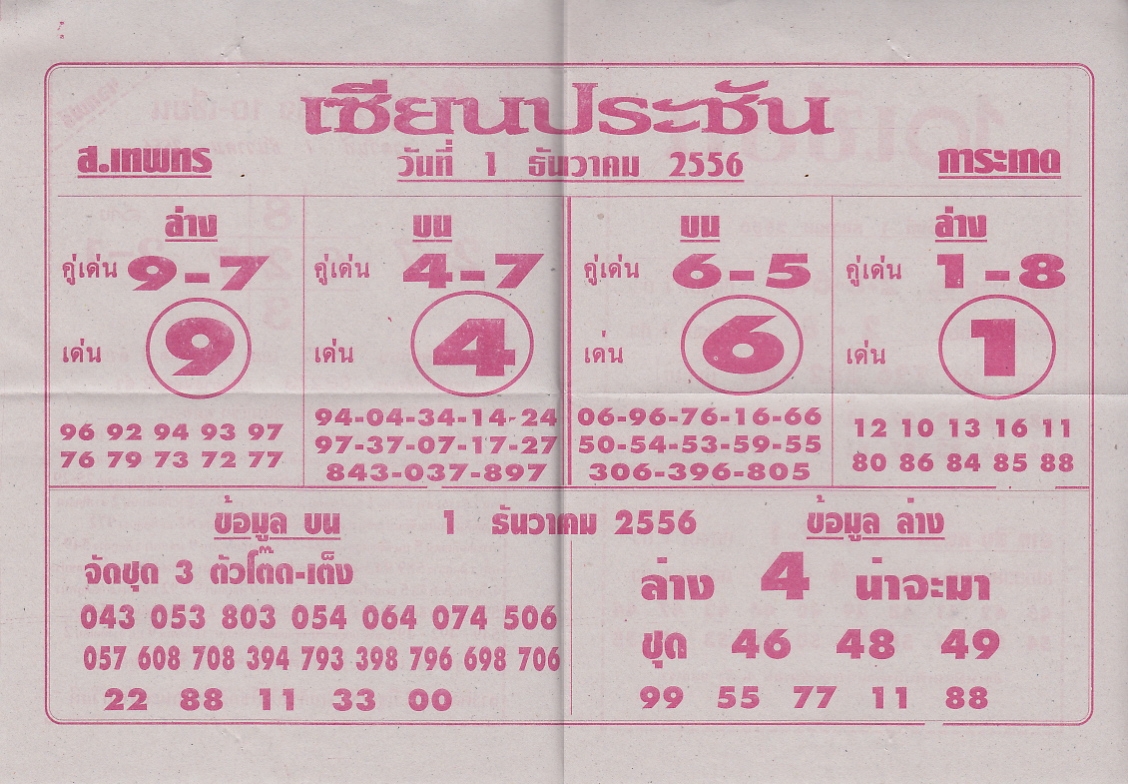 เซียนประชัน
ส.เทพทร วันที่ 1 ธันวาคม 2556 การะเกด
ล่าง
คู่เด่น 9-7
เด่น 9
96 92 94 93 97
76 79 73 72 77
บน
คู่เด่น 4-7
เด่น 4
94-04-34-14-24
97-37-07-17-27
843-037-897
บน
คู่เด่น 6-5
เด่น 6
06-96-76-16-66
50-54-53-59-55
306-396-805
ล่าง
คู่เด่น 1-8
เด่น 1
12 10 13 16 11
80 86 84 85 88
ข้อมูล บน 1 ธันวาคม 2556 ข้อมูล ล่าง
จัดชุด 3 ตัวโต๊ด-เต็ง
043 053 803 054 064 074 506
057 608 708 394 793 398 796 698 706
22 88 11 33 00
ล่าง 4 น่าจะมา
ชุด 46 48 49
99 55 77 11 88